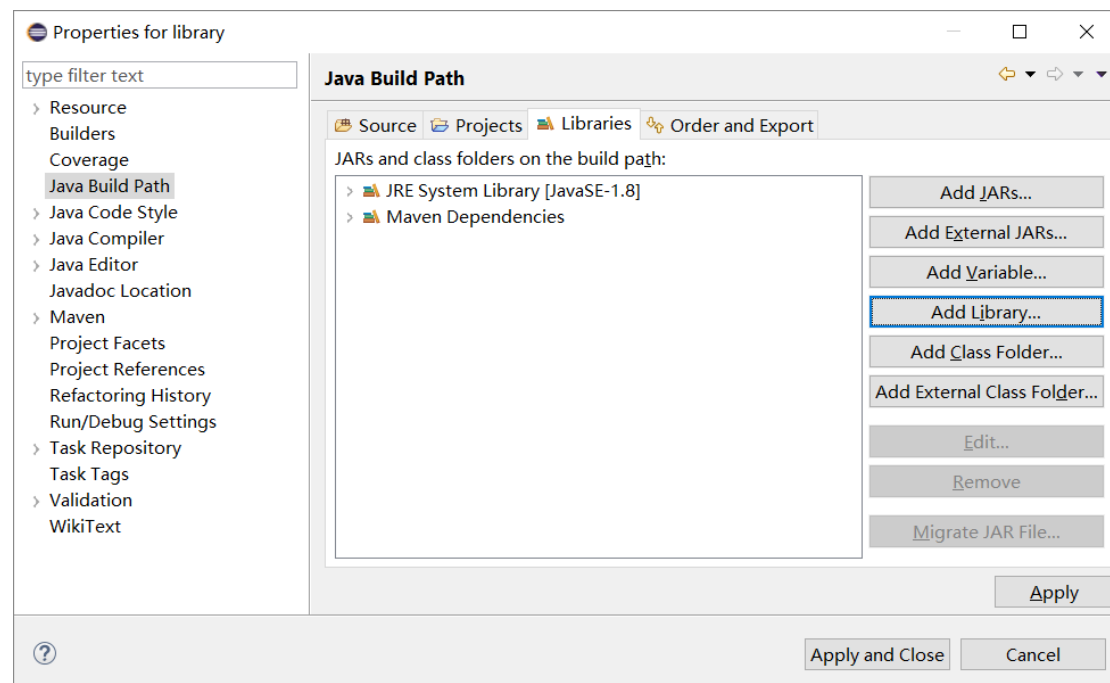 Properties for library
type filter text
Resource
Builders
Coverage
Java Build Path
Java Code Style
Java Compiler
Java Editor
Javadoc Location
Maven
Project Facets
Project References
Refactoring History
Run/Debug Settings
Task Repository
Task Tags
Validation
WikiText
Java Build Path
Source Projects Libraries Order and Export
JARs and class folders on the build path:
JRE System Library [JavaSE-1.8]
Maven Dependencies
Add JARs...
Add External JARs...
Add Variable...
Add Library...
Add Class Folder...
Add External Class Folder...
Edit...
Remove
Migrate JAR File...
Apply
Apply and Close Cancel